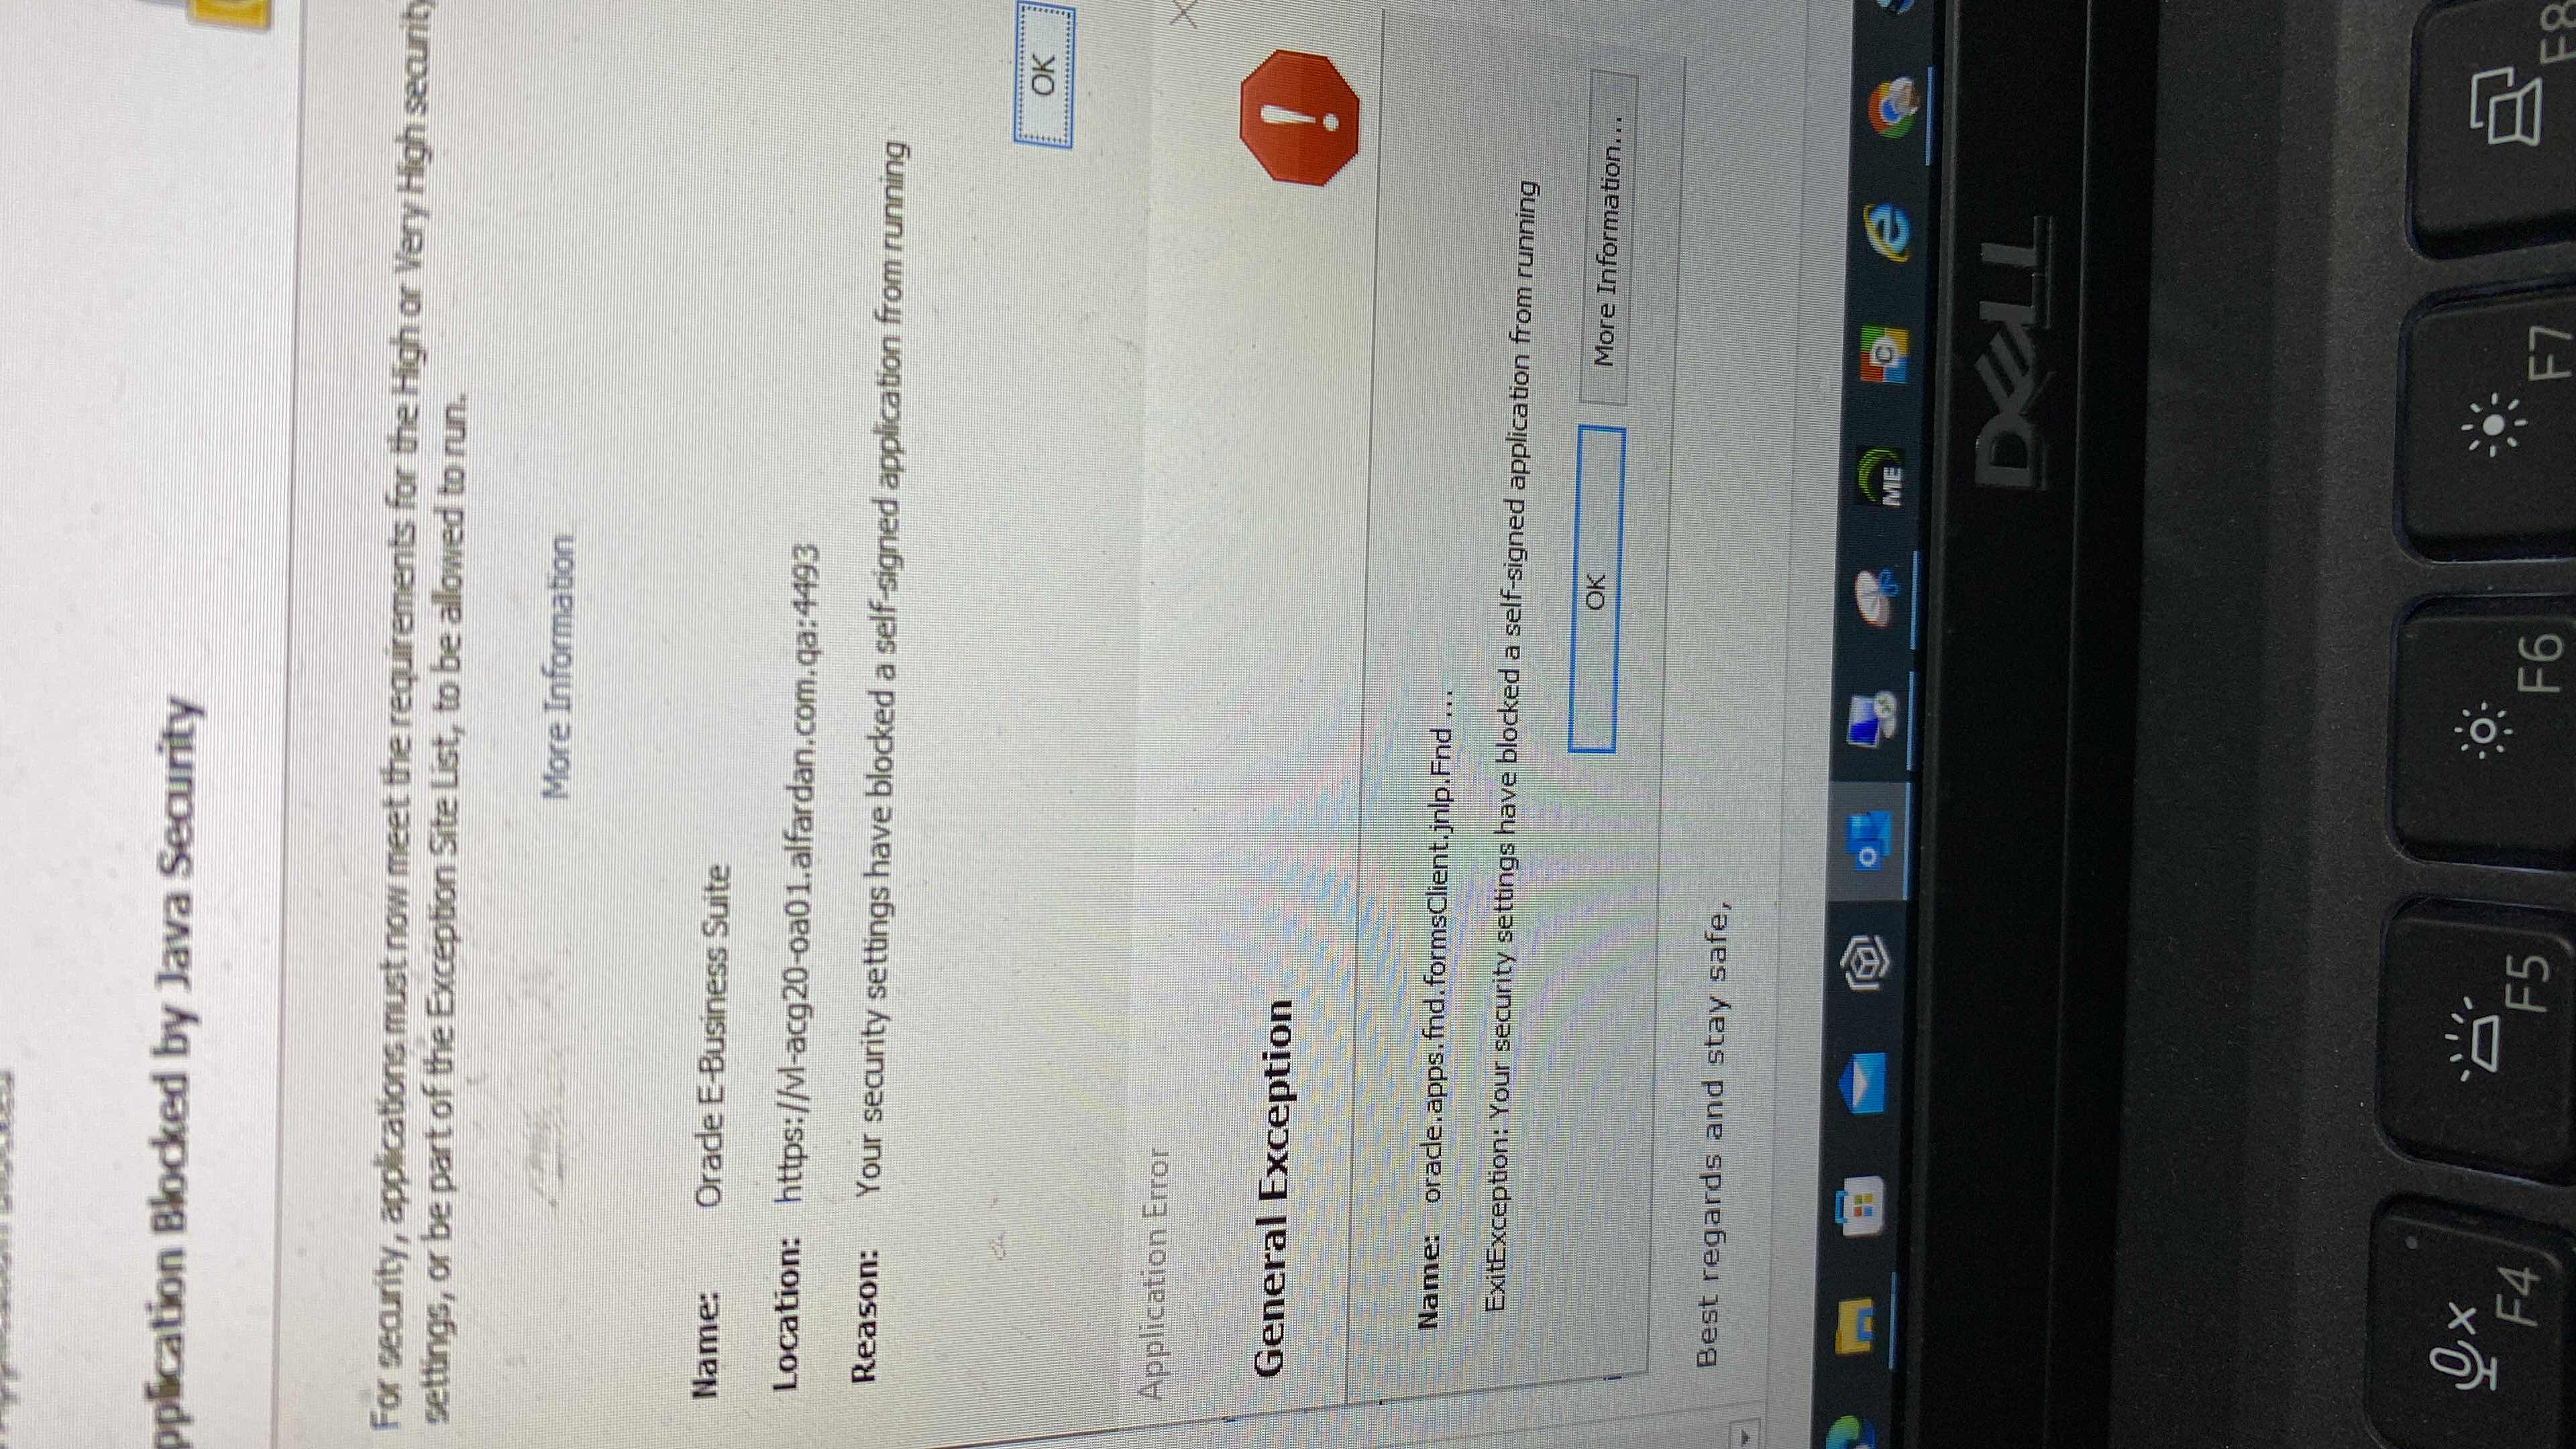 pplication Blocked by Java Security
For security, applications must now meet the requirements for the High or Very High security
settings, or be part of the Exception Site List, to be allowed to run.
More Information
Name: Oracle E-Business Suite
Location: https://vl-acg20-oa01.alfardan.com.qa:4493
Reason: Your security settings have blocked a self-signed application from running
OK
Application Error
General Exception
Name: oracle.apps.fnd.formsClient.jnlp.Fnd ...
ExitException: Your security settings have blocked a self-signed application from running
OK More Information...
Best regards and stay safe,
ME C
DELL
F4 F5 F6 F7 F8